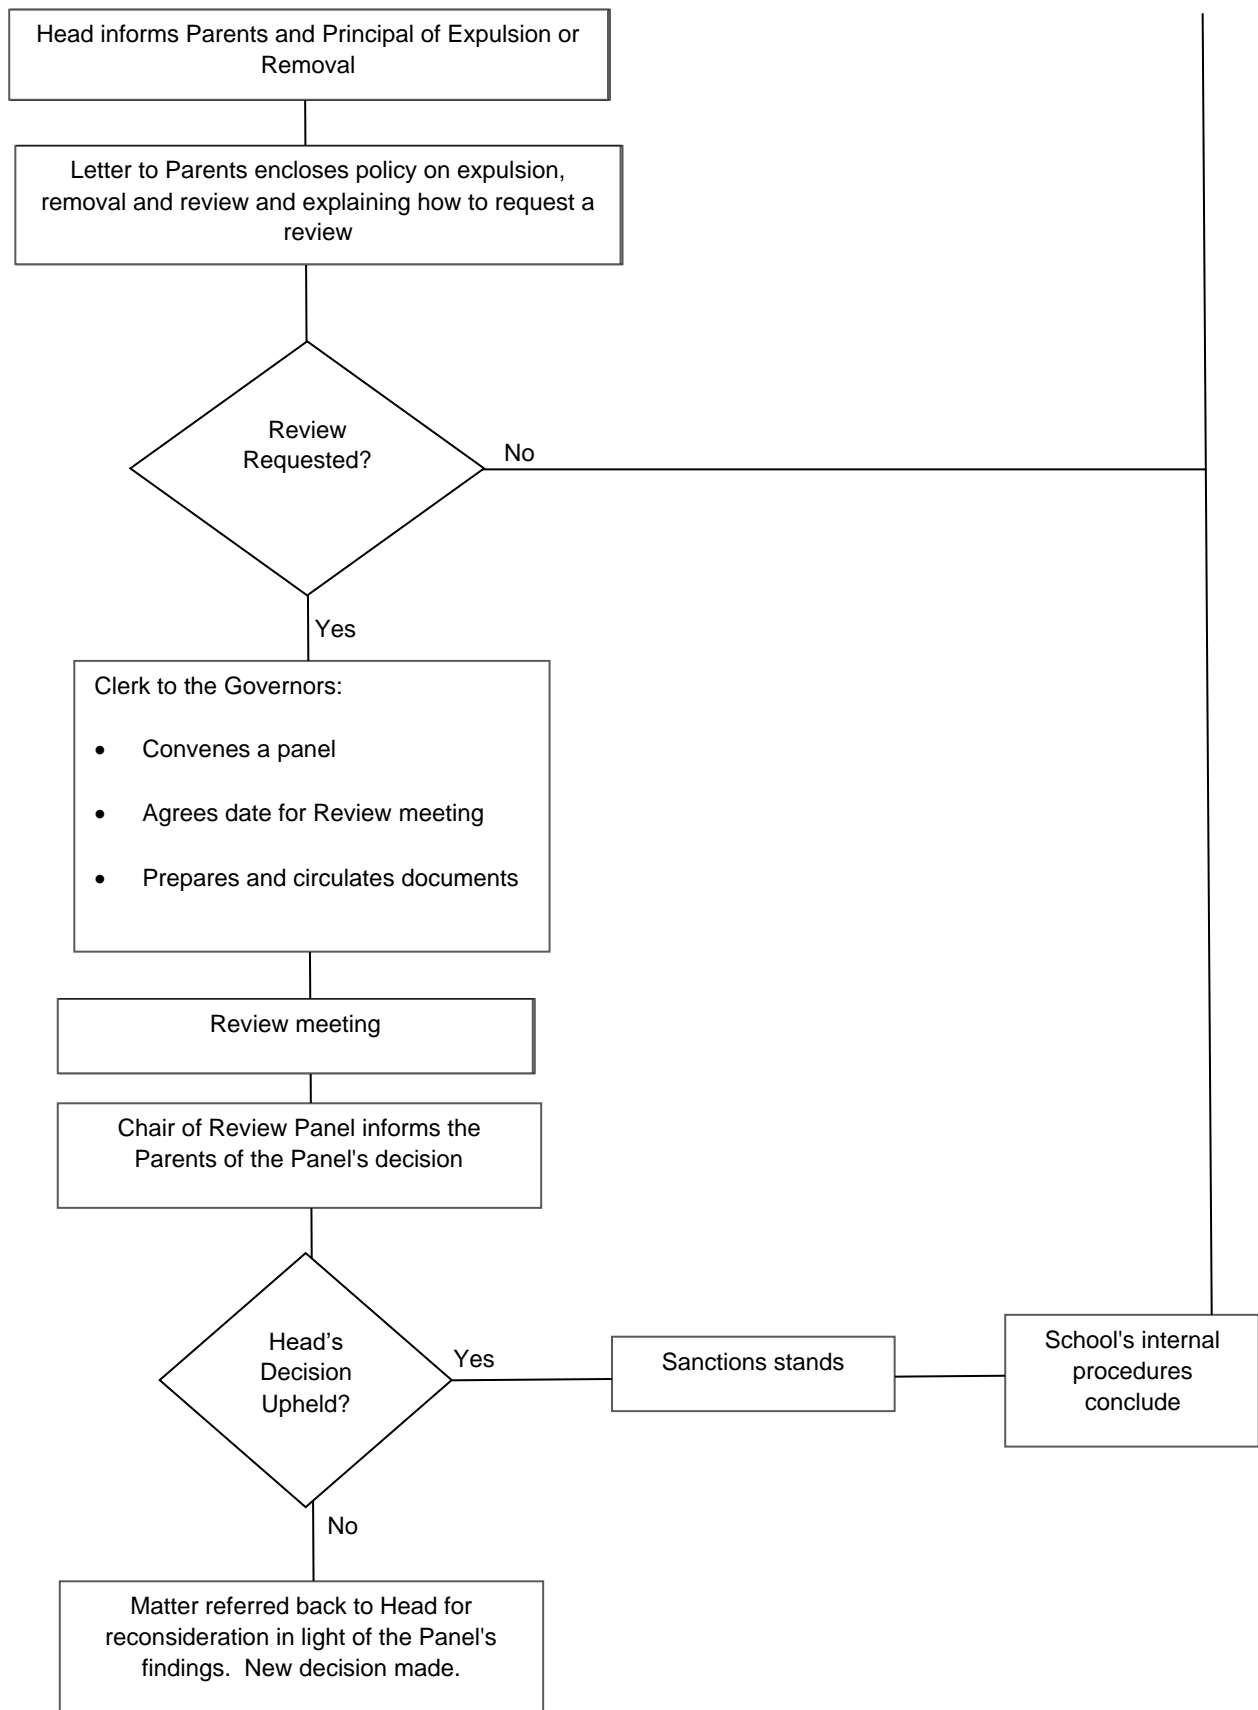 Head informs Parents and Principal of Expulsion or
Removal
Letter to Parents encloses policy on expulsion,
removal and review and explaining how to request a
review
Review
Requested?
No
Yes
Clerk to the Governors:
• Convenes a panel
• Agrees date for Review meeting
• Prepares and circulates documents
Review meeting
Chair of Review Panel informs the
Parents of the Panel's decision
Head’s
Decision
Upheld?
Yes
Sanctions stands
School's internal
procedures
conclude
No
Matter referred back to Head for
reconsideration in light of the Panel's
findings.  New decision made.